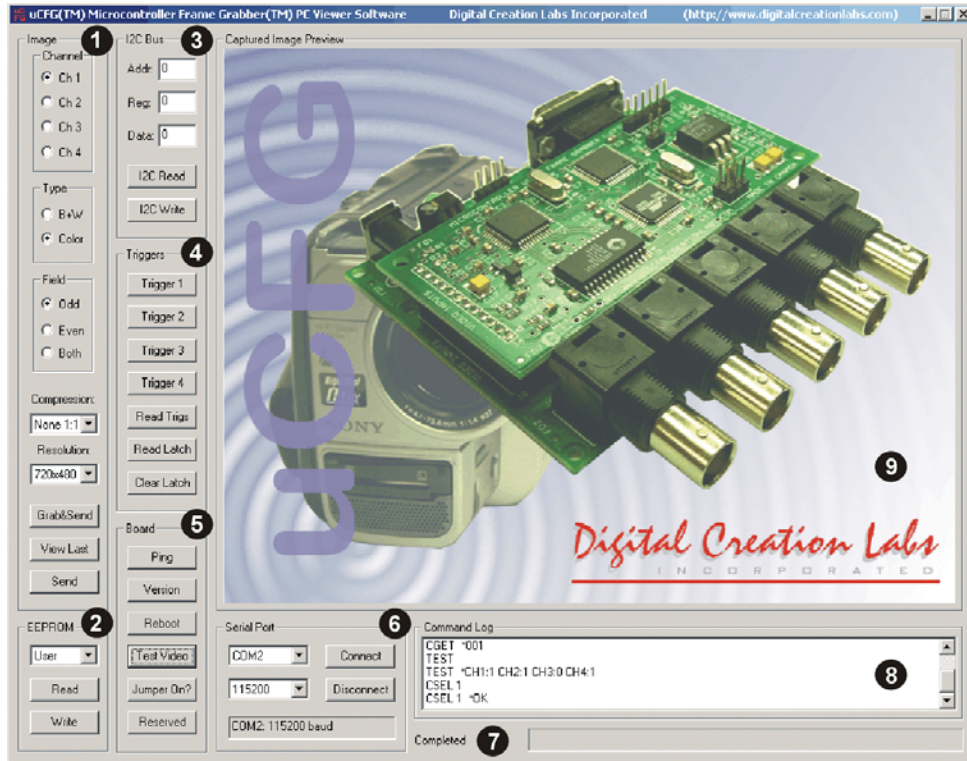 uCFG(TM) Microcontroller Frame Grabber(TM) PC Viewer Software Digital Creation Labs Incorporated (http://www.digitalcreationlabs.com)
Image 1
Channel
Ch 1
Ch 2
Ch 3
Ch 4
Type
B+W
Color
Field
Odd
Even
Both
Compression:
None 1:1
Resolution:
720x480
Grab&Send
View Last
Send
EEPROM 2
User
Read
Write
I2C Bus 3
Addr: 0
Reg: 0
Data: 0
I2C Read
I2C Write
Triggers 4
Trigger 1
Trigger 2
Trigger 3
Trigger 4
Read Trigs
Read Latch
Clear Latch
Board 5
Ping
Version
Reboot
Test Video
Jumper On?
Reserved
Captured Image Preview
uCFG
SONY
9
Digital Creation Labs
INCORPORATED
Serial Port 6
COM2
Connect
115200
Disconnect
COM2: 115200 baud
Command Log
CGET *001
TEST
TEST *CH1:1 CH2:1 CH3:0 CH4:1
CSEL 1
CSEL 1 *OK
8
Completed 7